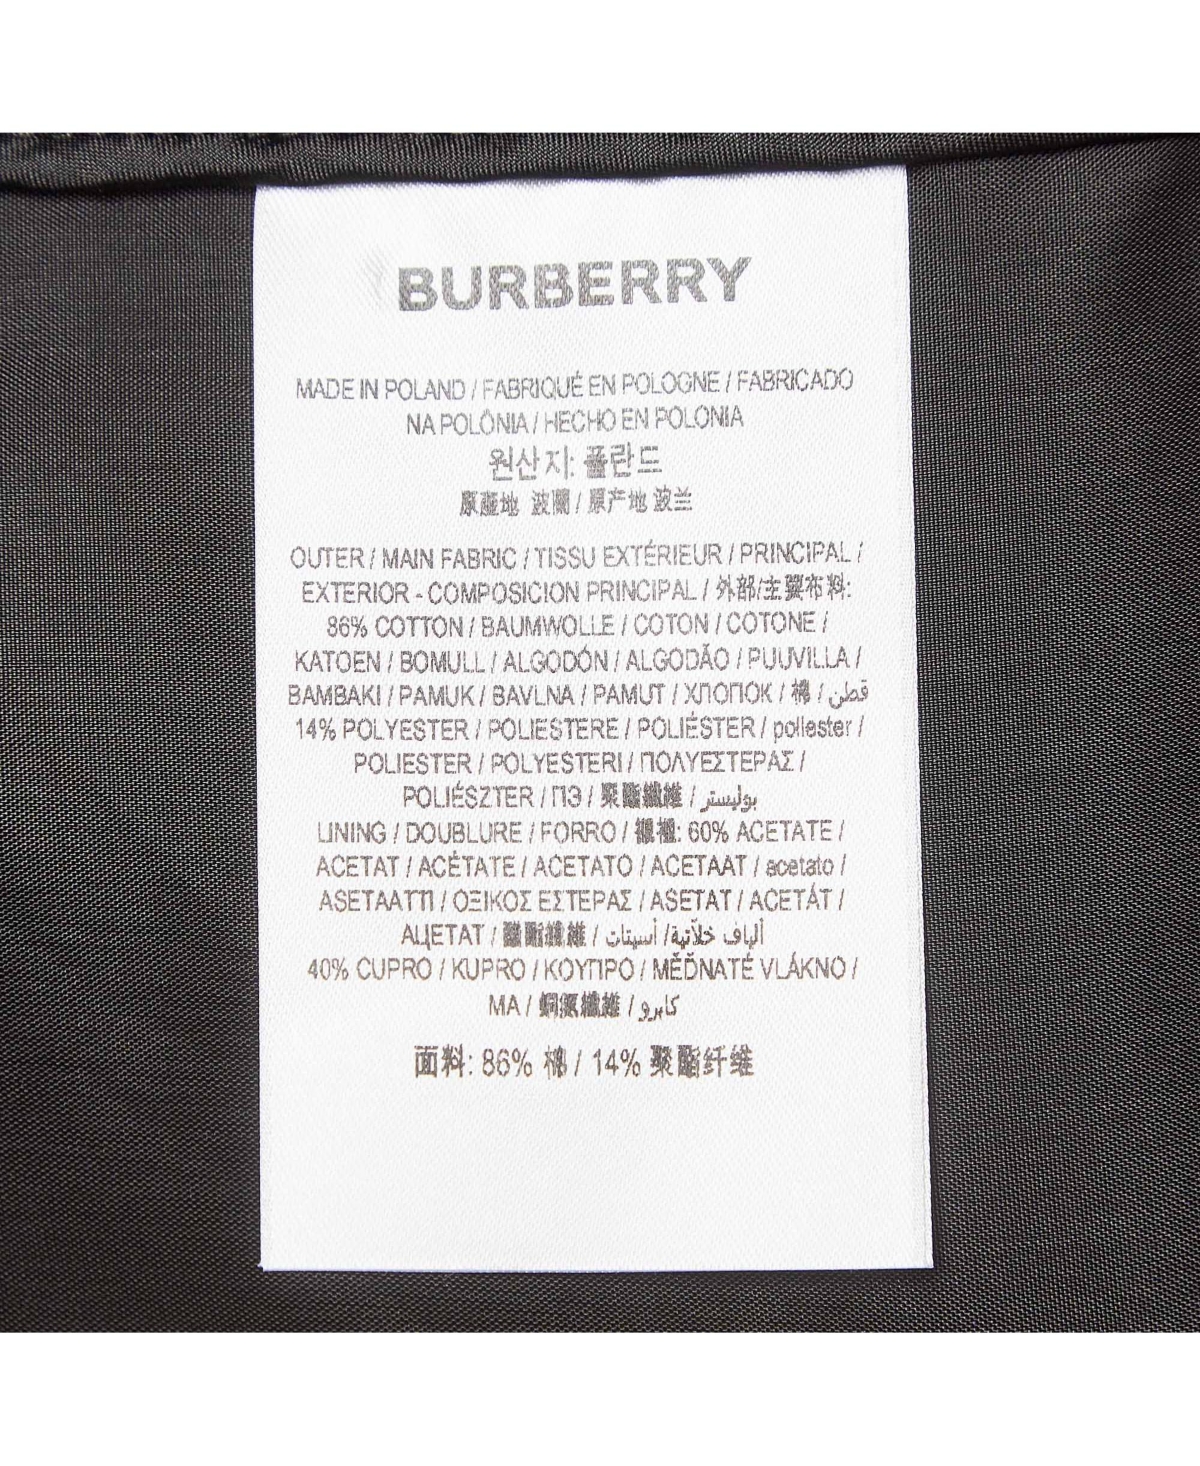 BURBERRY
MADE IN POLAND / FABRIQUÉ EN POLOGNE / FABRICADO
NA POLÔNIA / HECHO EN POLONIA
원산지: 폴란드
原產地 波蘭 / 原产地 波兰
OUTER / MAIN FABRIC / TISSU EXTÉRIEUR / PRINCIPAL /
EXTERIOR - COMPOSICION PRINCIPAL / 外部/主要布料:
86% COTTON / BAUMWOLLE / COTON / COTONE /
KATOEN / BOMULL / ALGODÓN / ALGODÃO / PUUVILLA /
BAMBAKI / PAMUK / BAVLNA / PAMUT / ХЛОПОК / 棉 / قطن
14% POLYESTER / POLIESTERE / POLIÉSTER / poliester /
POLIESTER / POLYESTERI / ΠΟΛΥΕΣΤΕΡΑΣ /
POLIÉSZTER / ПЭ / 聚酯纖維 / بوليستر
LINING / DOUBLURE / FORRO / 裡: 60% ACETATE /
ACETAT / ACÉTATE / ACETATO / ACETAAT / acetato /
ASETAATTI / ΟΞΙΚΟΣ ΕΣΤΕΡΑΣ / ASETAT / ACETÁT /
АЦЕТАТ / 醋酯纖維 / أسيتات/ ألياف خلاتية
40% CUPRO / KUPRO / ΚΟΥΠΡΟ / MĚĎNATÉ VLÁKNO /
MA / 銅氨纖維 / كابرو
面料: 86% 棉 / 14% 聚酯纤维